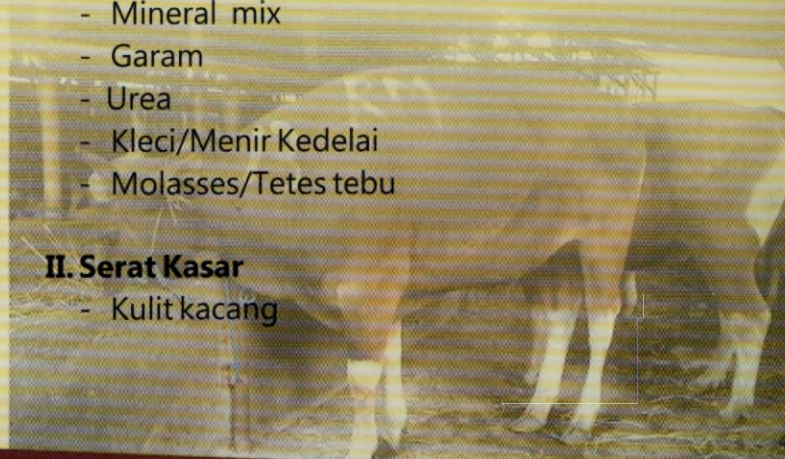 - Mineral mix
- Garam
- Urea
- Kleci/Menir Kedelai
- Molasses/Tetes tebu
II. Serat Kasar
- Kulit kacang